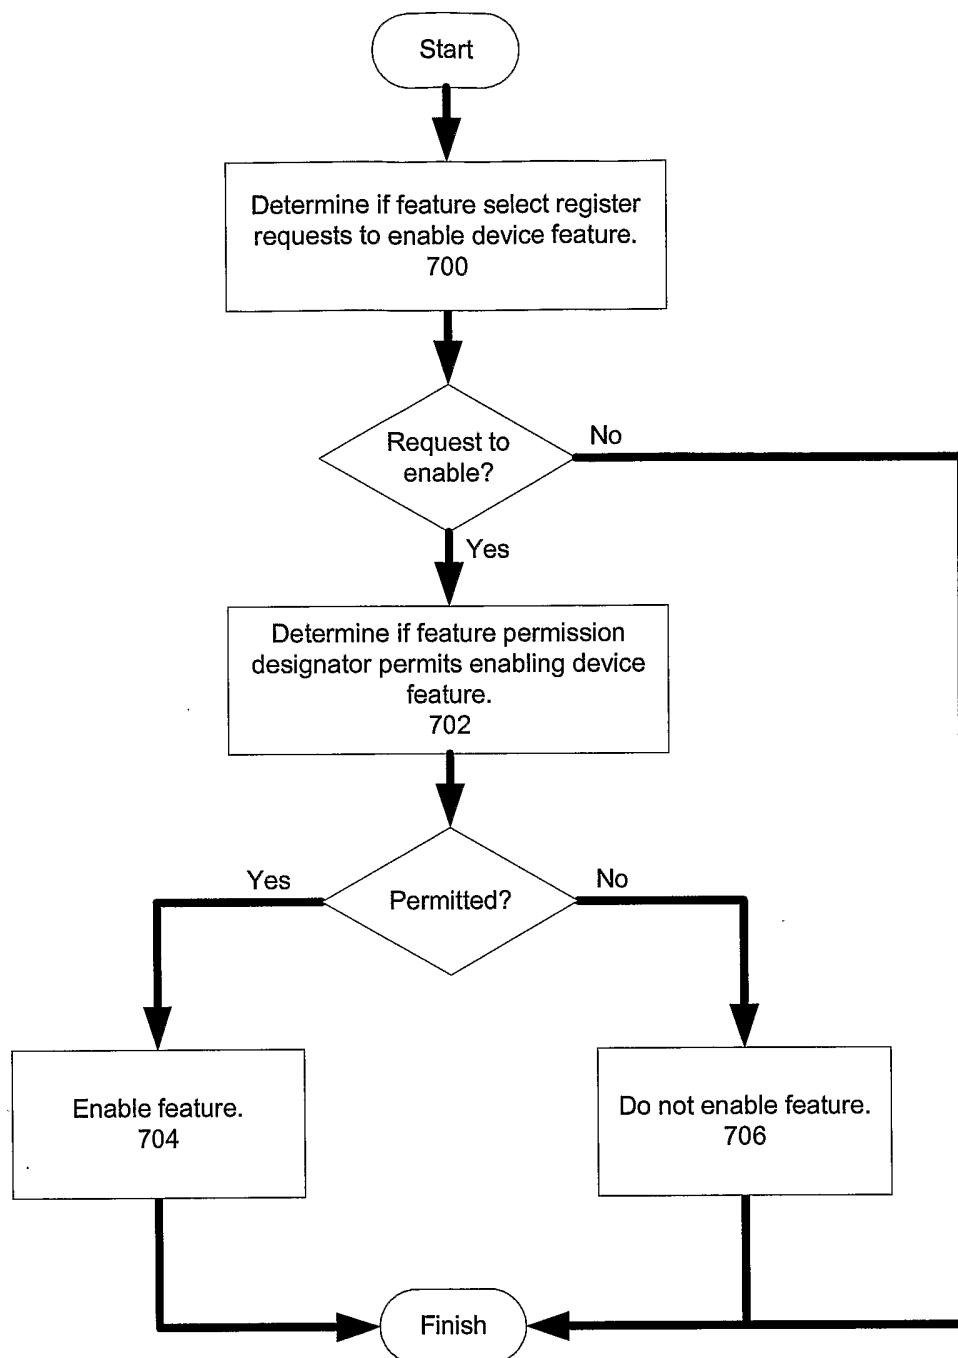 Start
Determine if feature select register
requests to enable device feature.
700
Request to
enable?
No
Yes
Determine if feature permission
designator permits enabling device
feature.
702
Yes
Permitted?
No
Enable feature.
704
Do not enable feature.
706
Finish